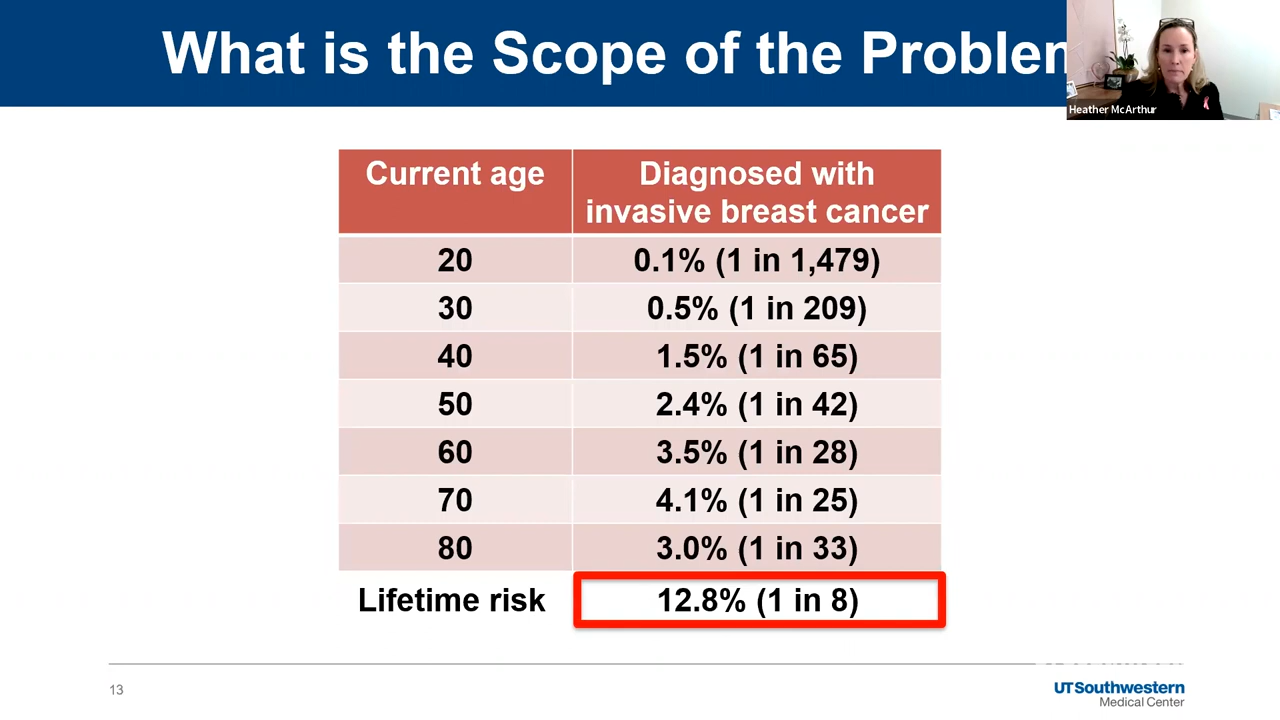 What is the Scope of the Problem
Heather McArthur
Current age
Diagnosed with
invasive breast cancer
20
0.1% (1 in 1,479)
30
0.5% (1 in 209)
40
1.5% (1 in 65)
50
2.4% (1 in 42)
60
3.5% (1 in 28)
70
4.1% (1 in 25)
80
3.0% (1 in 33)
Lifetime risk
12.8% (1 in 8)
13
UTSouthwestern
Medical Center